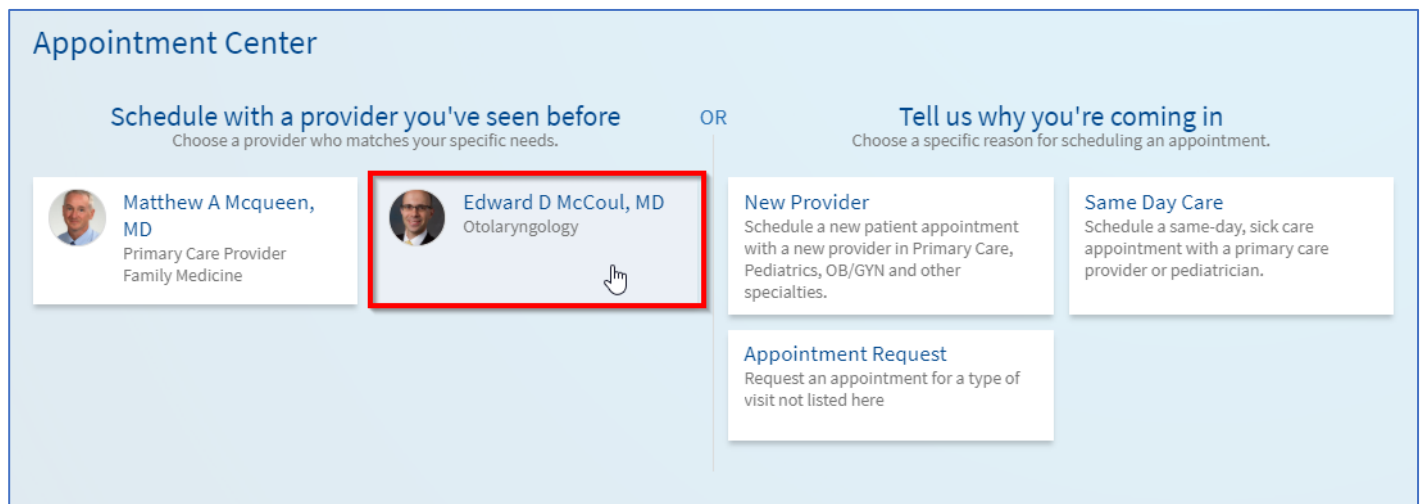 Appointment Center
Schedule with a provider you've seen before
Choose a provider who matches your specific needs.
Matthew A Mcqueen,
MD
Primary Care Provider
Family Medicine
Edward D McCoul, MD
Otolaryngology
OR
Tell us why you're coming in
Choose a specific reason for scheduling an appointment.
New Provider
Schedule a new patient appointment
with a new provider in Primary Care,
Pediatrics, OB/GYN and other
specialties.
Same Day Care
Schedule a same-day, sick care
appointment with a primary care
provider or pediatrician.
Appointment Request
Request an appointment for a type of
visit not listed here